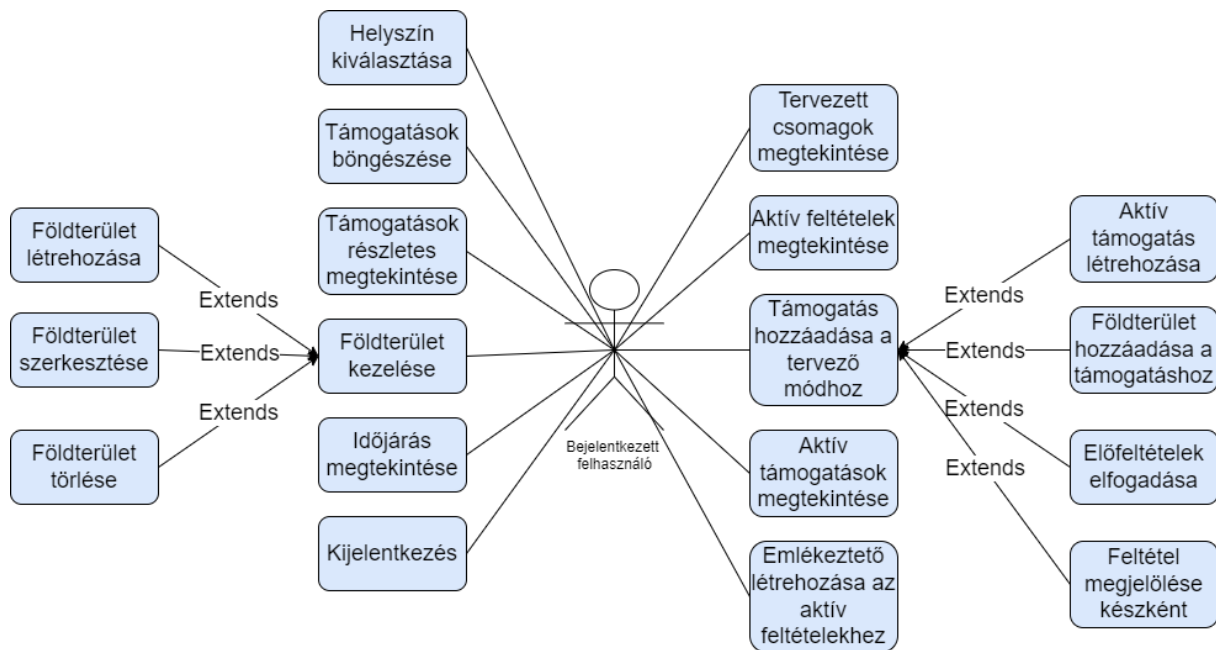 Helyszín
kiválasztása
Támogatások
böngészése
Támogatások
részletes
megtekintése
Földterület
kezelése
Időjárás
megtekintése
Kijelentkezés
Földterület
létrehozása
Földterület
szerkesztése
Földterület
törlése
Extends
Extends
Extends
Bejelentkezett
felhasználó
Tervezett
csomagok
megtekintése
Aktív feltételek
megtekintése
Támogatás
hozzáadása a
tervező
módhoz
Aktív
támogatások
megtekintése
Emlékeztető
létrehozása az
aktív
feltételekhez
Extends
Extends
Extends
Extends
Aktív
támogatás
létrehozása
Földterület
hozzáadása a
támogatáshoz
Előfeltételek
elfogadása
Feltétel
megjelölése
készként